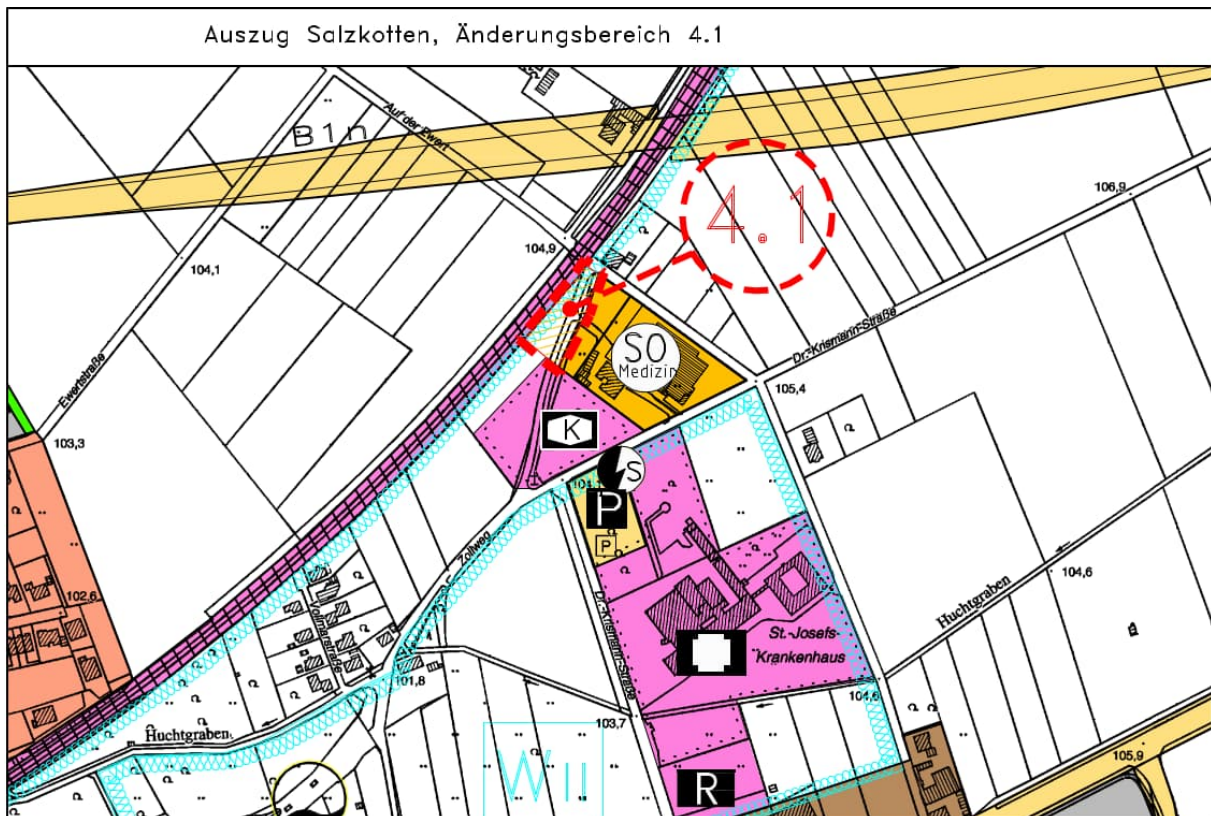 Auszug Salzkotten, Änderungsbereich 4.1
B1n
Auf der Ewert
4.1
106,9
104,9
104,1
Ewertstraße
SO
Medizin
Dr.-Krismann-Straße
105,4
103,3
K
S
P
P
Zollweg
102,6
Vollmarstraße
Dr.-Krismann-Straße
Huchtgraben
104,6
St.-Josefs-
Krankenhaus
101,8
104,6
Huchtgraben
103,7
W II
R
105,9